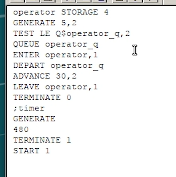 operator STORAGE 4
GENERATE 5,2
TEST LE Q$operator_q,2
QUEUE operator_q
ENTER operator,1
DEPART operator_q
ADVANCE 30,2
LEAVE operator,1
TERMINATE 0
;timer
GENERATE
480
TERMINATE 1
START 1